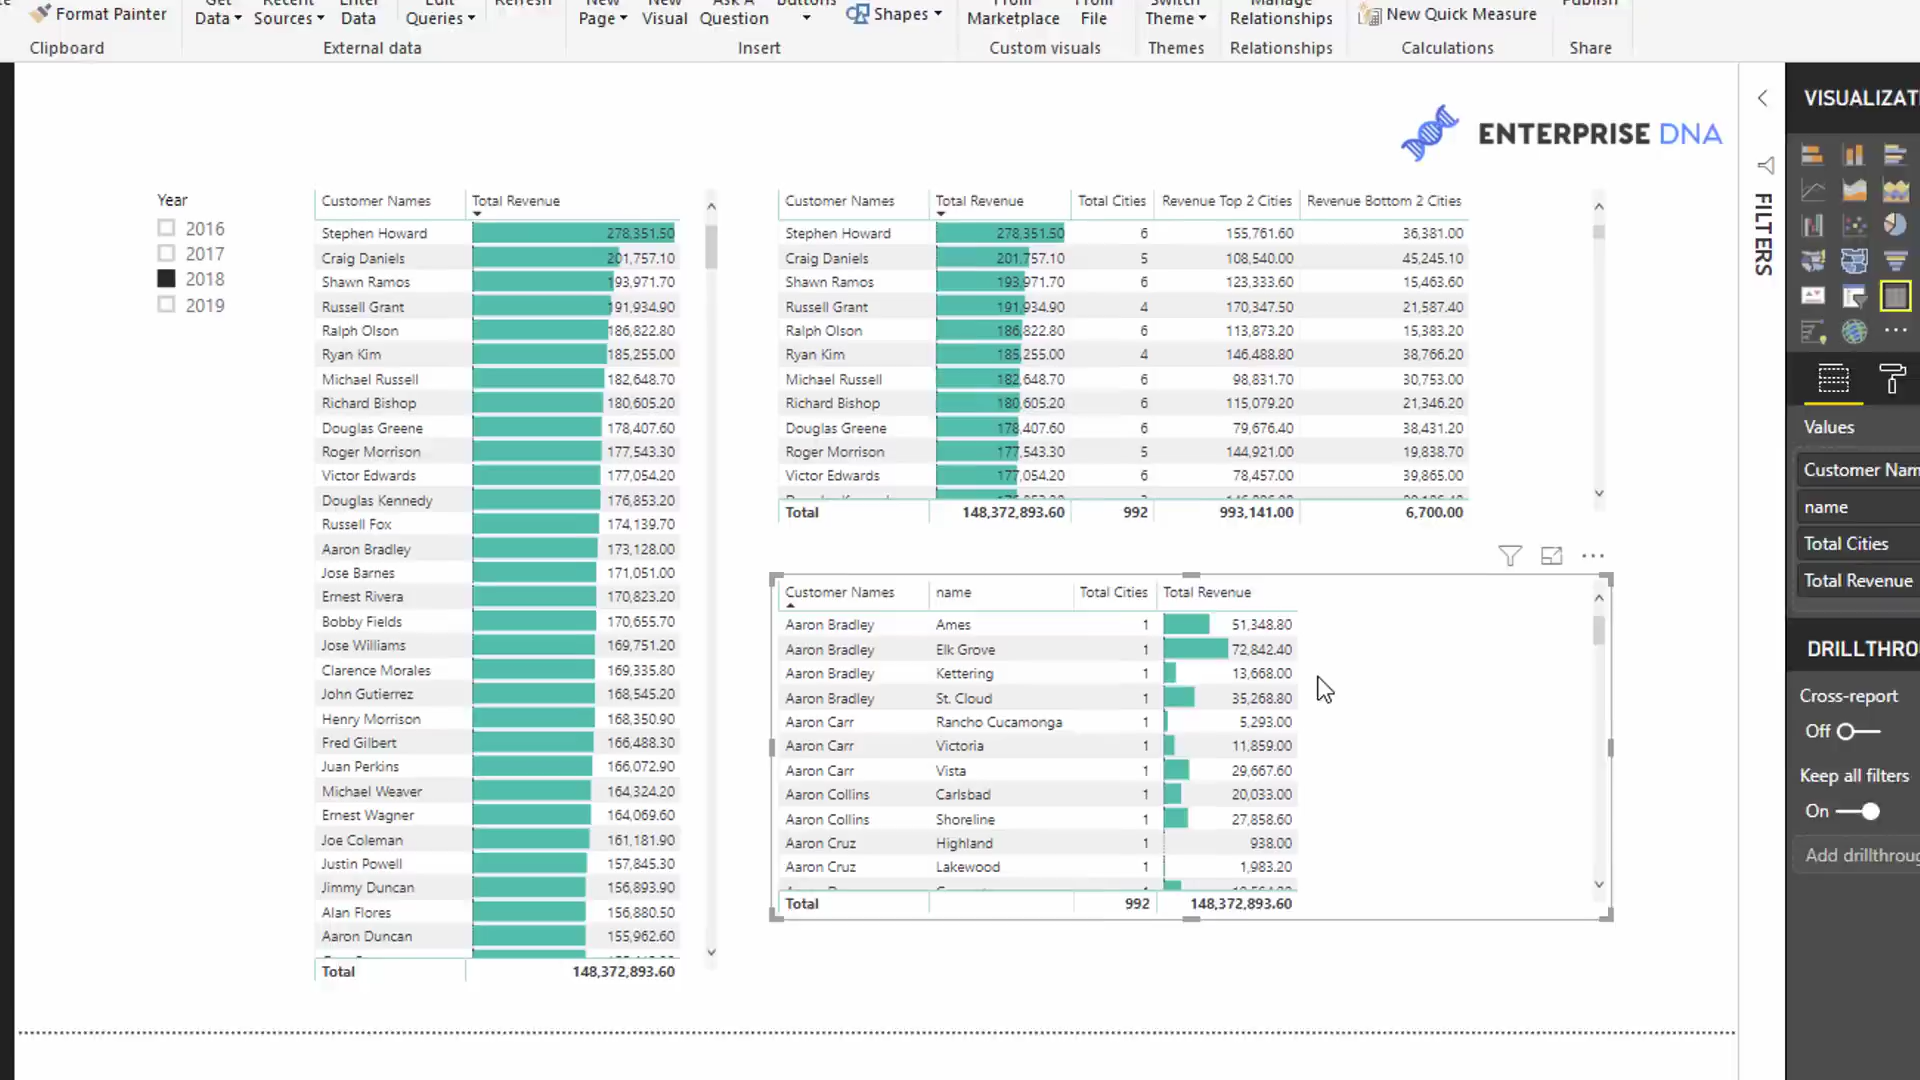 Format Painter
Clipboard
Get
Data
Recent
Sources
Enter
Data
Edit
Queries
Refresh
External data
New
Page
New
Visual
Ask A
Question
Buttons
Shapes
Insert
From
Marketplace
From
File
Custom visuals
Switch
Theme
Themes
Manage
Relationships
Relationships
New Quick Measure
Calculations
Publish
Share
ENTERPRISE DNA
Year
2016
2017
2018
2019
Customer Names Total Revenue
Stephen Howard 278,351.50
Craig Daniels 201,757.10
Shawn Ramos 193,971.70
Russell Grant 191,934.90
Ralph Olson 186,822.80
Ryan Kim 185,255.00
Michael Russell 182,648.70
Richard Bishop 180,605.20
Douglas Greene 178,407.60
Roger Morrison 177,543.30
Victor Edwards 177,054.20
Douglas Kennedy 176,853.20
Russell Fox 174,139.70
Aaron Bradley 173,128.00
Jose Barnes 171,051.00
Ernest Rivera 170,823.20
Bobby Fields 170,655.70
Jose Williams 169,751.20
Clarence Morales 169,335.80
John Gutierrez 168,545.20
Henry Morrison 168,350.90
Fred Gilbert 166,488.30
Juan Perkins 166,072.90
Michael Weaver 164,324.20
Ernest Wagner 164,069.60
Joe Coleman 161,181.90
Justin Powell 157,845.30
Jimmy Duncan 156,893.90
Alan Flores 156,880.50
Aaron Duncan 155,962.60
Total 148,372,893.60
Customer Names Total Revenue Total Cities Revenue Top 2 Cities Revenue Bottom 2 Cities
Stephen Howard 278,351.50 6 155,761.60 36,381.00
Craig Daniels 201,757.10 5 108,540.00 45,245.10
Shawn Ramos 193,971.70 6 123,333.60 15,463.60
Russell Grant 191,934.90 4 170,347.50 21,587.40
Ralph Olson 186,822.80 6 113,873.20 15,383.20
Ryan Kim 185,255.00 4 146,488.80 38,766.20
Michael Russell 182,648.70 6 98,831.70 30,753.00
Richard Bishop 180,605.20 6 115,079.20 21,346.20
Douglas Greene 178,407.60 6 79,676.40 38,431.20
Roger Morrison 177,543.30 5 144,921.00 19,838.70
Victor Edwards 177,054.20 6 78,457.00 39,865.00
Total 148,372,893.60 992 993,141.00 6,700.00
Customer Names name Total Cities Total Revenue
Aaron Bradley Ames 1 51,348.80
Aaron Bradley Elk Grove 1 72,842.40
Aaron Bradley Kettering 1 13,668.00
Aaron Bradley St. Cloud 1 35,268.80
Aaron Carr Rancho Cucamonga 1 5,293.00
Aaron Carr Victoria 1 11,859.00
Aaron Carr Vista 1 29,667.60
Aaron Collins Carlsbad 1 20,033.00
Aaron Collins Shoreline 1 27,858.60
Aaron Cruz Highland 1 938.00
Aaron Cruz Lakewood 1 1,983.20
Total 992 148,372,893.60
FILTERS
VISUALIZATI
Values
Customer Nam
name
Total Cities
Total Revenue
DRILLTHRO
Cross-report
Off
Keep all filters
On
Add drillthroug